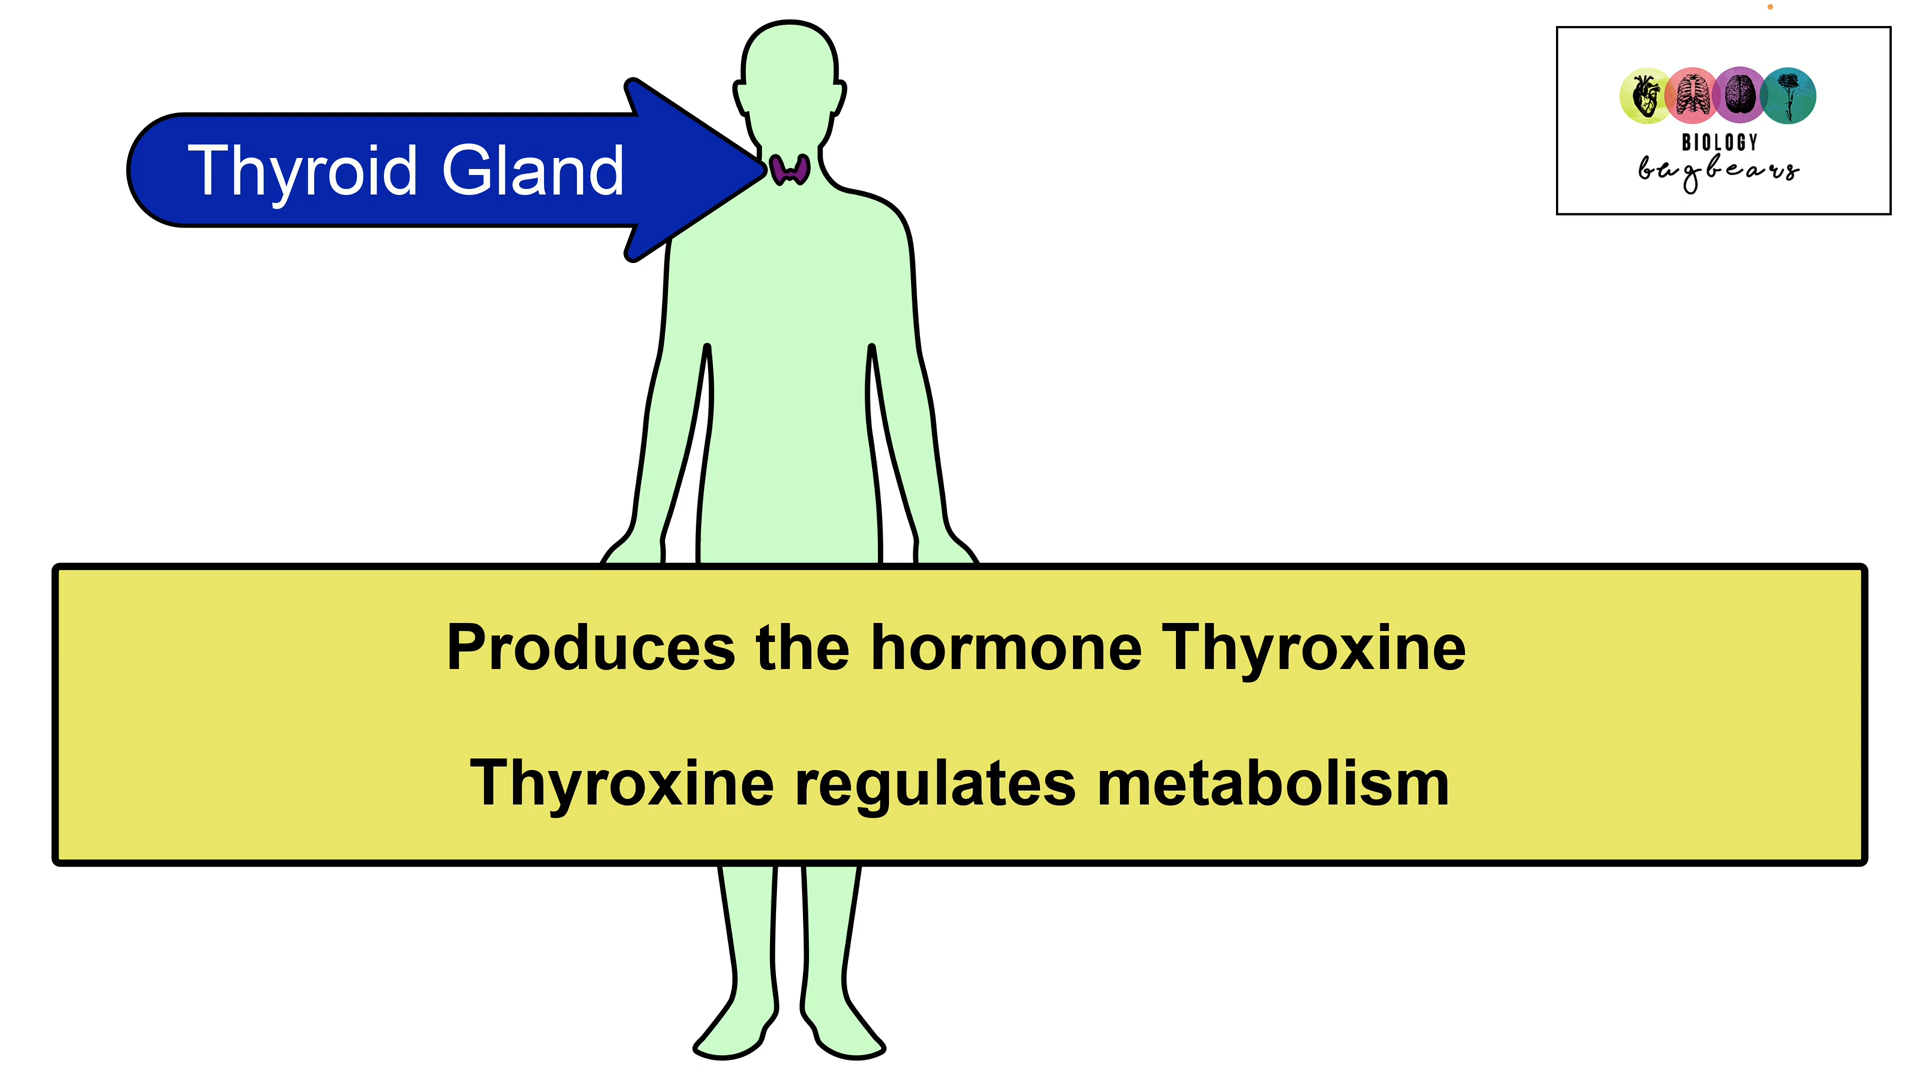 Thyroid Gland
BIOLOGY
bugbears
Produces the hormone Thyroxine
Thyroxine regulates metabolism